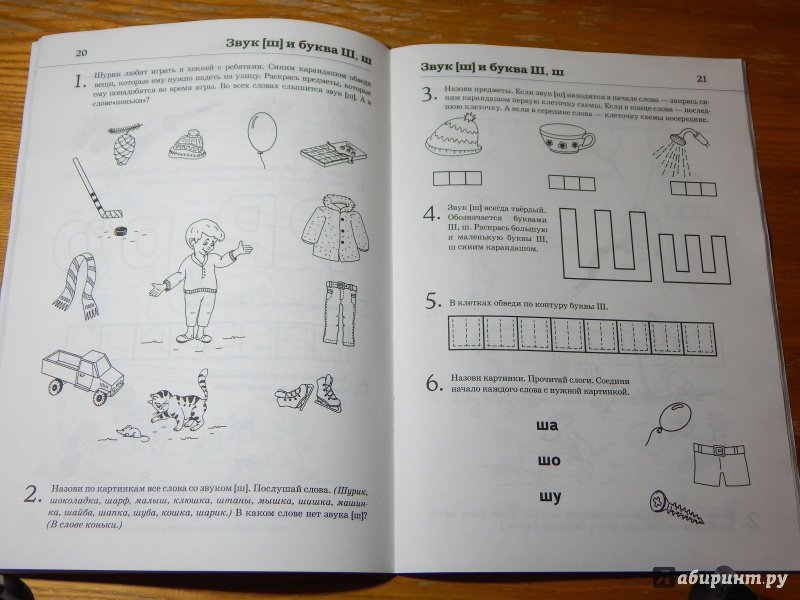 20
Звук [ш] и буква Ш, ш
1. Шурик любит играть в хоккей с ребятами. Синим карандашом обведи
вещи, которые ему нужно надеть на улицу. Раскрась предметы, которые
ему понадобятся во время игры. Во всех словах слышится звук [ш]. А в
слове«коньки»?
2. Назови по картинкам все слова со звуком [ш]. Послушай слова. (Шурик,
шоколадка, шарф, малыш, клюшка, штаны, мышка, шишка, машин-
ка, шайба, шапка, шуба, кошка, шарик.) В каком слове нет звука [ш]?
(В слове коньки.)
Звук [ш] и буква Ш, ш
21
3. Назови предметы. Если звук [ш] находится в начале слова — закрась си-
ним карандашом первую клеточку схемы. Если в конце слова — послед-
нюю клеточку. А если в середине слова — клеточку схемы посередине.
4. Звук [ш] всегда твёрдый.
Обозначается буквами
Ш, ш. Раскрась большую
и маленькую буквы Ш,
ш синим карандашом.
Ш ш
5. В клетках обведи по контуру буквы Ш.
Ш Ш Ш Ш Ш Ш Ш Ш
6. Назови картинки. Прочитай слоги. Соедини
начало каждого слова с нужной картинкой.
ша
шо
шу
Лабиринт.ру